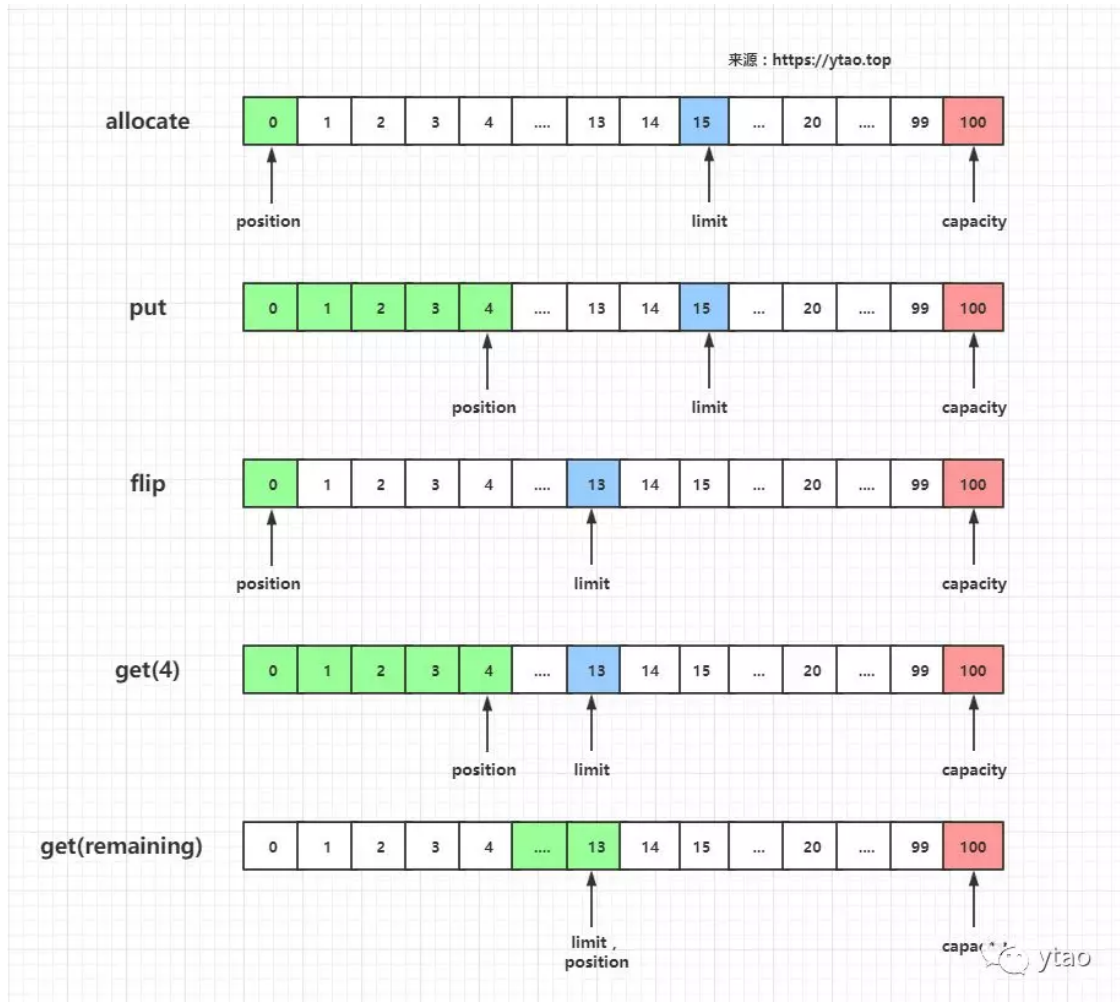 来源：https://ytao.top
allocate 0 1 2 3 4 .... 13 14 15 ... 20 .... 99 100
position limit capacity
put 0 1 2 3 4 .... 13 14 15 ... 20 .... 99 100
position limit capacity
flip 0 1 2 3 4 .... 13 14 15 ... 20 .... 99 100
position limit capacity
get(4) 0 1 2 3 4 .... 13 14 15 ... 20 .... 99 100
position limit capacity
get(remaining) 0 1 2 3 4 .... 13 14 15 ... 20 .... 99 100
limit ,
position
ytao